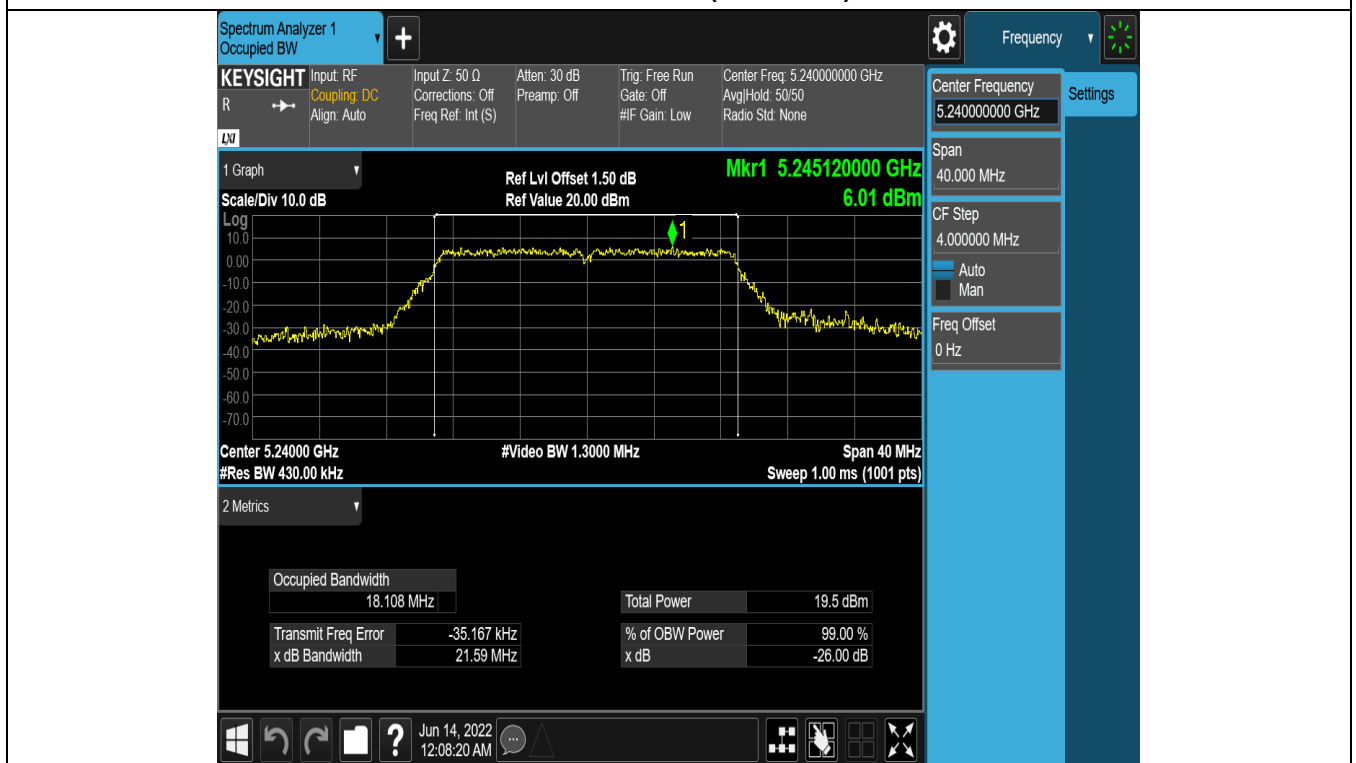 Spectrum Analyzer 1
Occupied BW
+
Frequency
KEYSIGHT
R
LXI
Input: RF
Coupling: DC
Align: Auto
Input Z: 50 Ω
Corrections: Off
Freq Ref: Int (S)
Atten: 30 dB
Preamp: Off
Trig: Free Run
Gate: Off
#IF Gain: Low
Center Freq: 5.240000000 GHz
Avg|Hold: 50/50
Radio Std: None
Center Frequency
5.240000000 GHz
Settings
Span
40.000 MHz
CF Step
4.000000 MHz
Auto
Man
Freq Offset
0 Hz
1 Graph
Scale/Div 10.0 dB
Ref Lvl Offset 1.50 dB
Ref Value 20.00 dBm
Mkr1 5.245120000 GHz
6.01 dBm
Log
10.0
0.00
-10.0
-20.0
-30.0
-40.0
-50.0
-60.0
-70.0
1
Center 5.24000 GHz
#Video BW 1.3000 MHz
Span 40 MHz
#Res BW 430.00 kHz
Sweep 1.00 ms (1001 pts)
2 Metrics
Occupied Bandwidth
18.108 MHz
Total Power 19.5 dBm
Transmit Freq Error -35.167 kHz
% of OBW Power 99.00 %
x dB Bandwidth 21.59 MHz
x dB -26.00 dB
?
Jun 14, 2022
12:08:20 AM